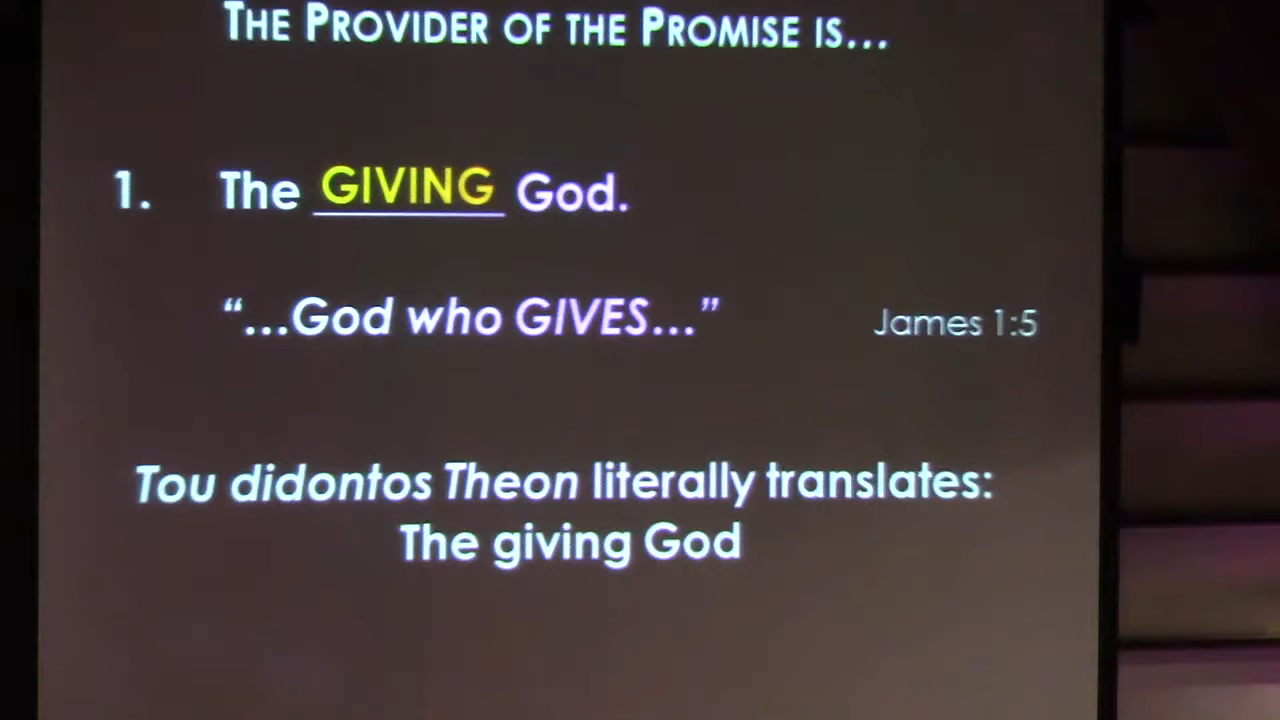 THE PROVIDER OF THE PROMISE IS...
1. The GIVING God.
“...God who GIVES...” James 1:5
Tou didontos Theon literally translates:
The giving God